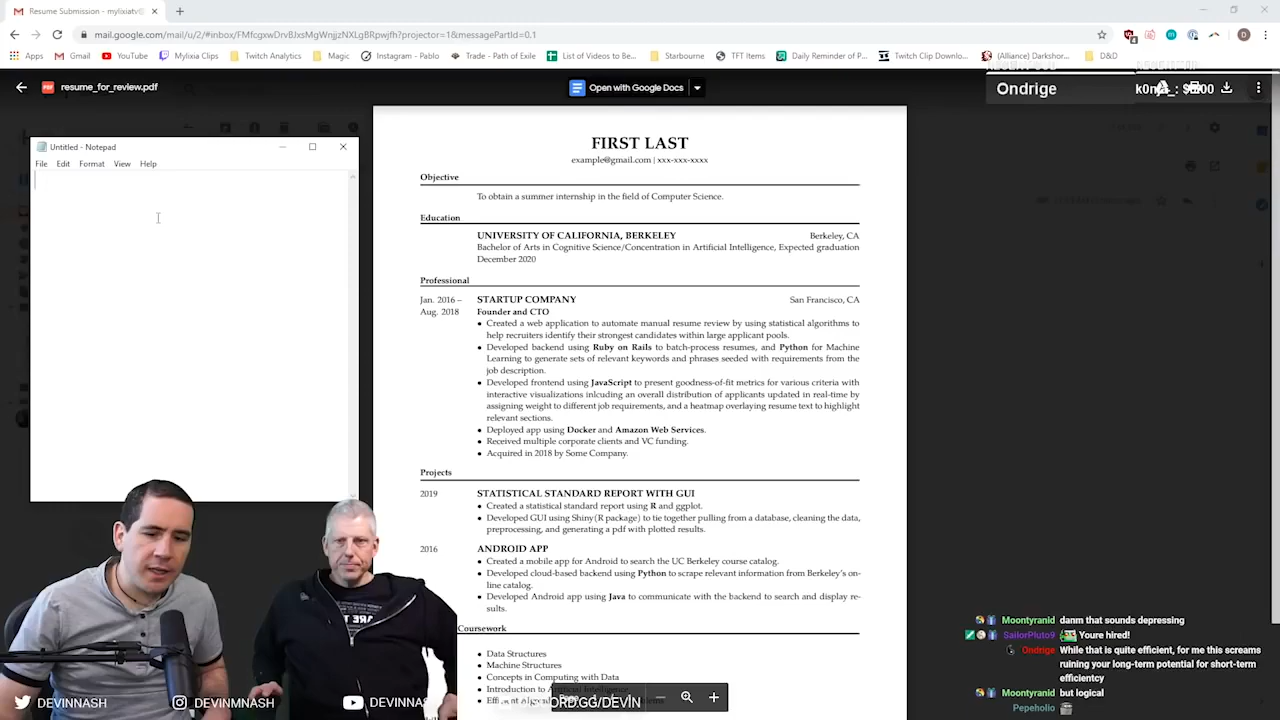 Resume Submission - mylixiatv
mail.google.com/mail/u/2/#inbox/FMfcgxwDrvBJxsMgWnjjzNXLgBRpwjfh?projector=1&messagePartId=0.1
Apps Gmail YouTube Mylixia Clips Twitch Analytics Magic Instagram - Pablo Trade - Path of Exile List of Videos to Be... Starbourne TFT Items Daily Reminder of P... Twitch Clip Downlo... (Alliance) Darkshor... D&D
resume_for_review.pdf
Open with Google Docs
Ondrige
Untitled - Notepad
File Edit Format View Help
FIRST LAST
example@gmail.com | xxx-xxx-xxxx
Objective
To obtain a summer internship in the field of Computer Science.
Education
UNIVERSITY OF CALIFORNIA, BERKELEY Berkeley, CA
Bachelor of Arts in Cognitive Science/Concentration in Artificial Intelligence, Expected graduation
December 2020
Professional
Jan. 2016 – STARTUP COMPANY San Francisco, CA
Aug. 2018 Founder and CTO
• Created a web application to automate manual resume review by using statistical algorithms to
help recruiters identify their strongest candidates within large applicant pools.
• Developed backend using Ruby on Rails to batch-process resumes, and Python for Machine
Learning to generate sets of relevant keywords and phrases seeded with requirements from the
job description.
• Developed frontend using JavaScript to present goodness-of-fit metrics for various criteria with
interactive visualizations inlcuding an overall distribution of applicants updated in real-time by
assigning weight to different job requirements, and a heatmap overlaying resume text to highlight
relevant sections.
• Deployed app using Docker and Amazon Web Services.
• Received multiple corporate clients and VC funding.
• Acquired in 2018 by Some Company.
Projects
2019 STATISTICAL STANDARD REPORT WITH GUI
• Created a statistical standard report using R and ggplot.
• Developed GUI using Shiny(R package) to tie together pulling from a database, cleaning the data,
preprocessing, and generating a pdf with plotted results.
2016 ANDROID APP
• Created a mobile app for Android to search the UC Berkeley course catalog.
• Developed cloud-based backend using Python to scrape relevant information from Berkeley's on-
line catalog.
• Developed Android app using Java to communicate with the backend to search and display re-
sults.
Coursework
• Data Structures
• Machine Structures
• Concepts in Computing with Data
• Introduction to Artificial Intelligence
DEVINNASH DEVINMNASH DEVINNAS
ORD.GG/DEVIN
Moontyranid danm that sounds depressing
SailorPluto9 Youre hired!
Ondrige While that is quite efficient, for me this screams
ruining your long-term potential for short-term
efficientcy
Moontyranid but logical
Pepeholio